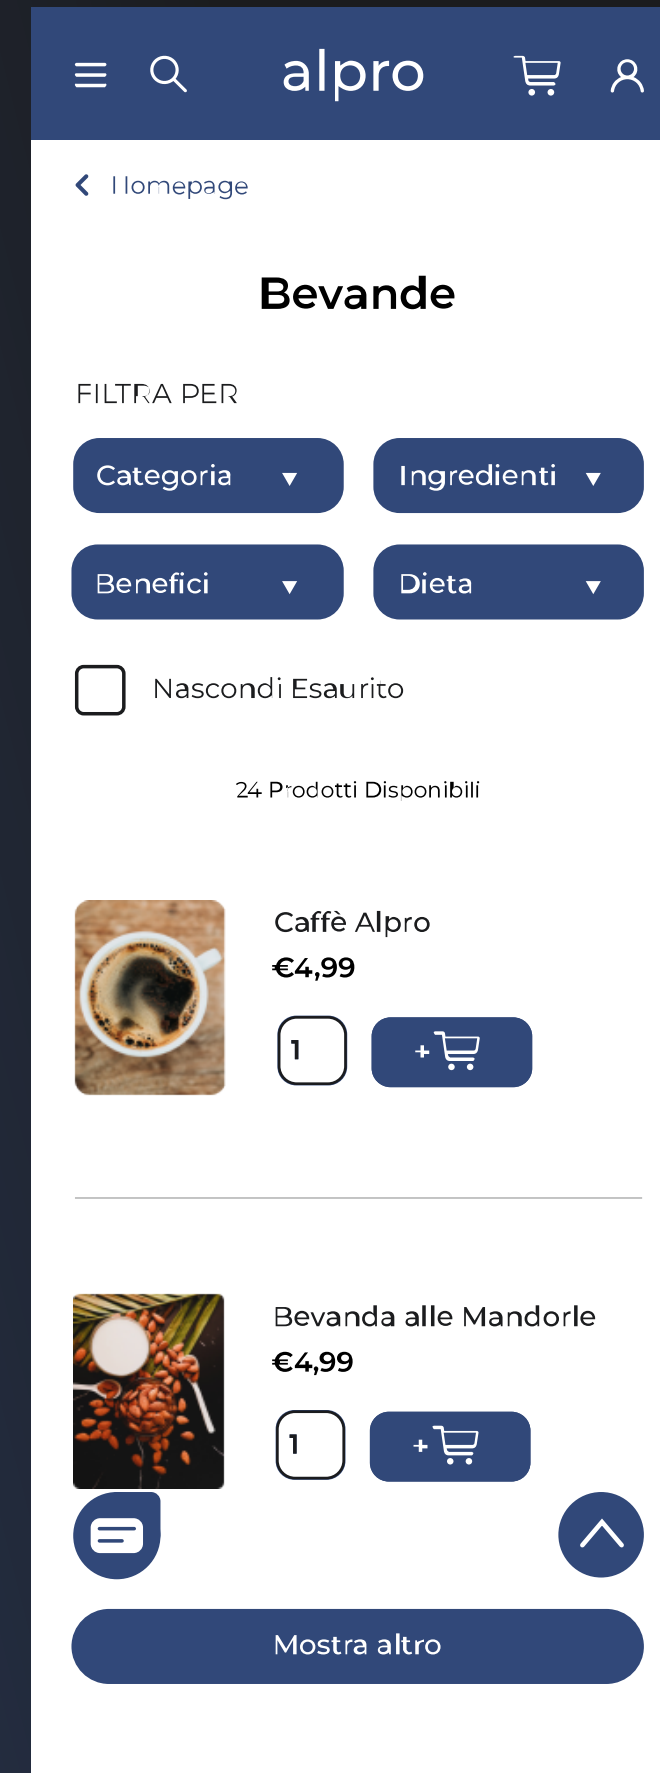 alpro
Homepage
Bevande
FILTRA PER
Categoria
Ingredienti
Benefici
Dieta
Nascondi Esaurito
24 Prodotti Disponibili
Caffè Alpro
€4,99
1
+
Bevanda alle Mandorle
€4,99
1
+
Mostra altro